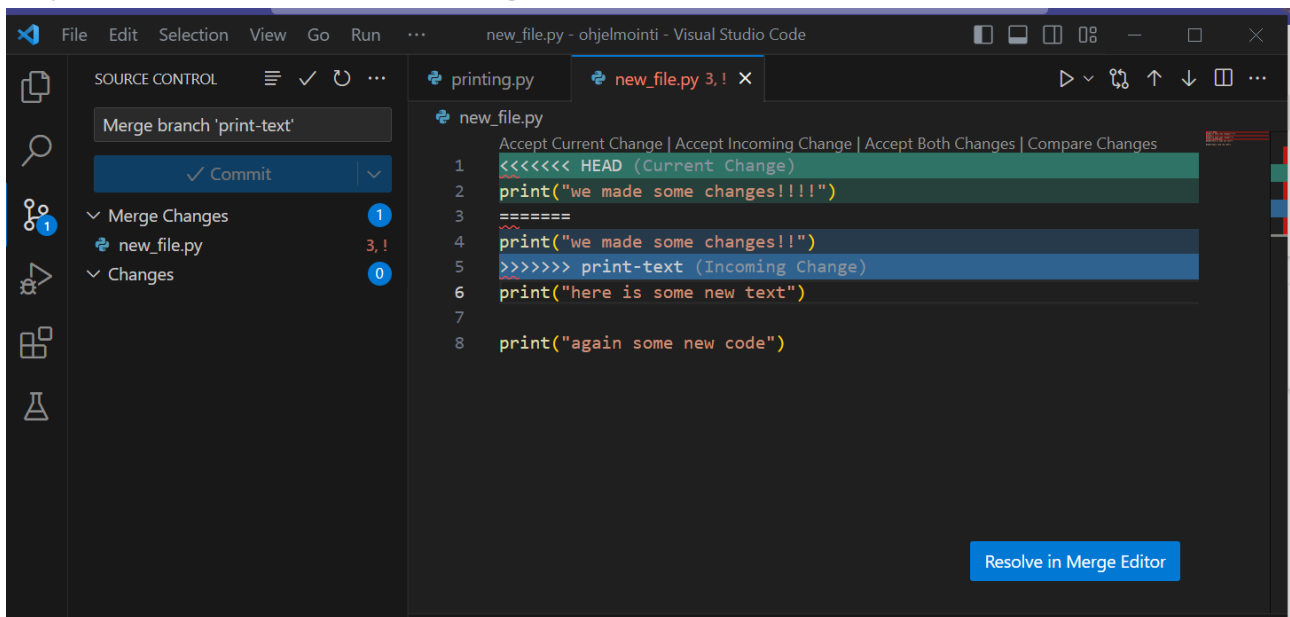 File Edit Selection View Go Run ··· new_file.py - ohjelmointi - Visual Studio Code
SOURCE CONTROL
Merge branch 'print-text'
Commit
Merge Changes 1
new_file.py 3, !
Changes 0
1
printing.py new_file.py 3, !
new_file.py
Accept Current Change | Accept Incoming Change | Accept Both Changes | Compare Changes
1 <<<<<<< HEAD (Current Change)
2 print("we made some changes!!!!")
3 =======
4 print("we made some changes!!")
5 >>>>>>> print-text (Incoming Change)
6 print("here is some new text")
7
8 print("again some new code")
Resolve in Merge Editor